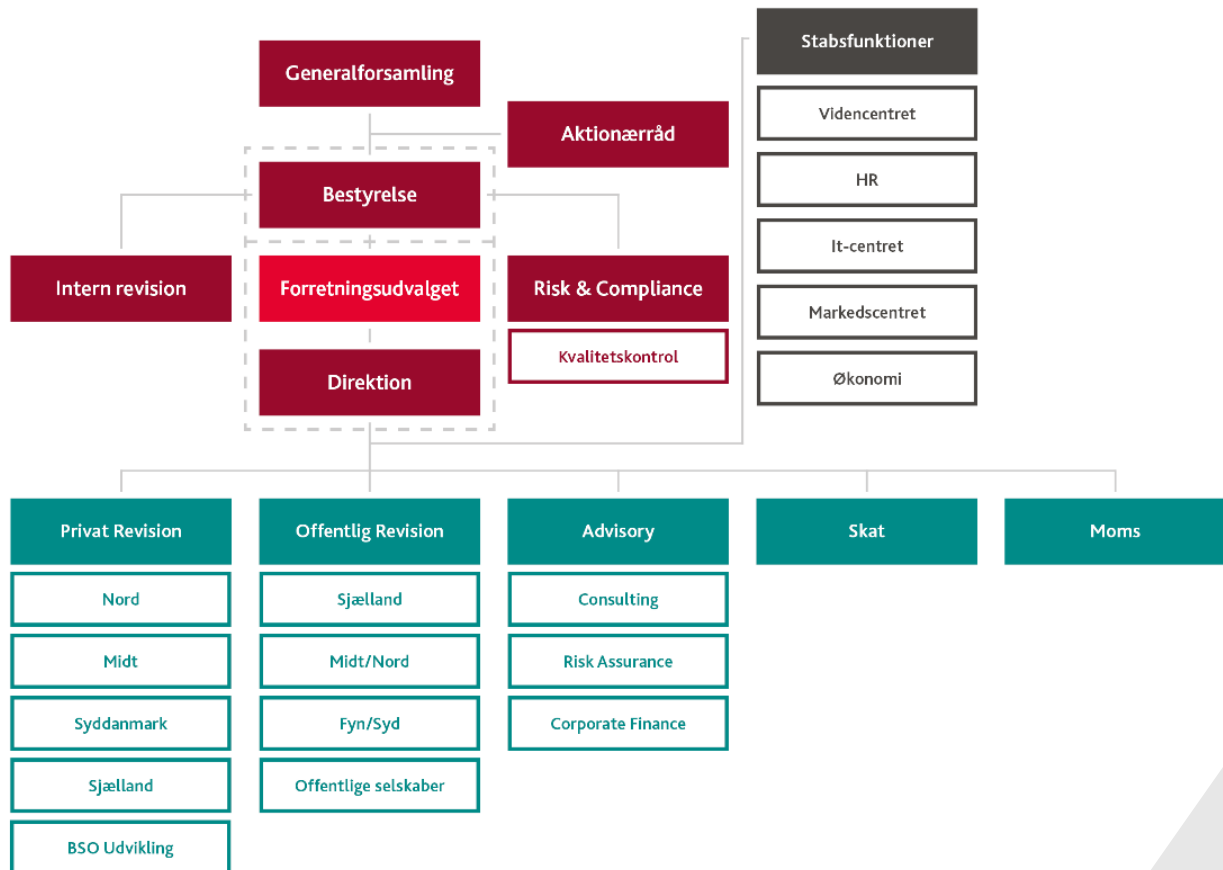 Generalforsamling
Aktionærråd
Bestyrelse
Intern revision
Forretningsudvalget
Risk & Compliance
Kvalitetskontrol
Direktion
Stabsfunktioner
Videncentret
HR
It-centret
Markedscentret
Økonomi
Privat Revision
Nord
Midt
Syddanmark
Sjælland
BSO Udvikling
Offentlig Revision
Sjælland
Midt/Nord
Fyn/Syd
Offentlige selskaber
Advisory
Consulting
Risk Assurance
Corporate Finance
Skat
Moms